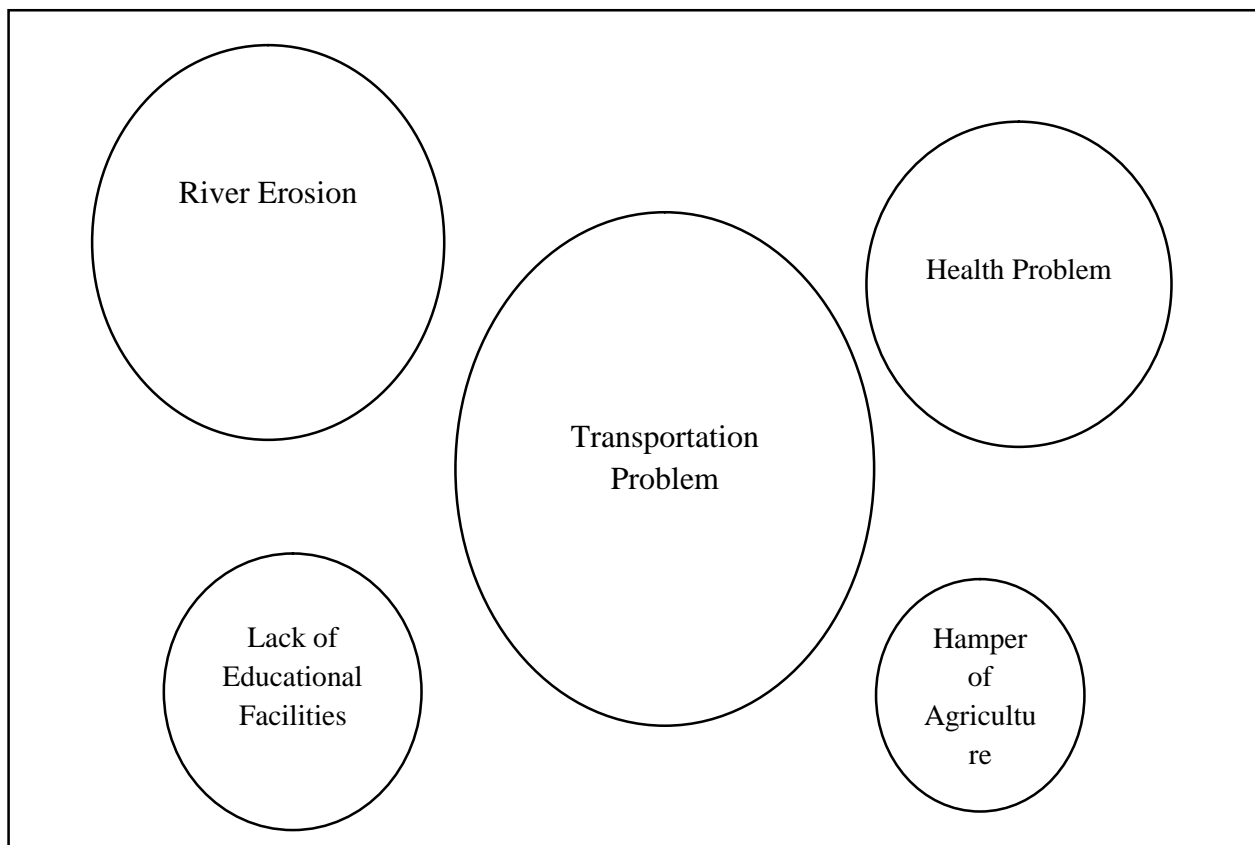 River Erosion
Health Problem
Transportation
Problem
Lack of
Educational
Facilities
Hamper
of
Agricultu
re